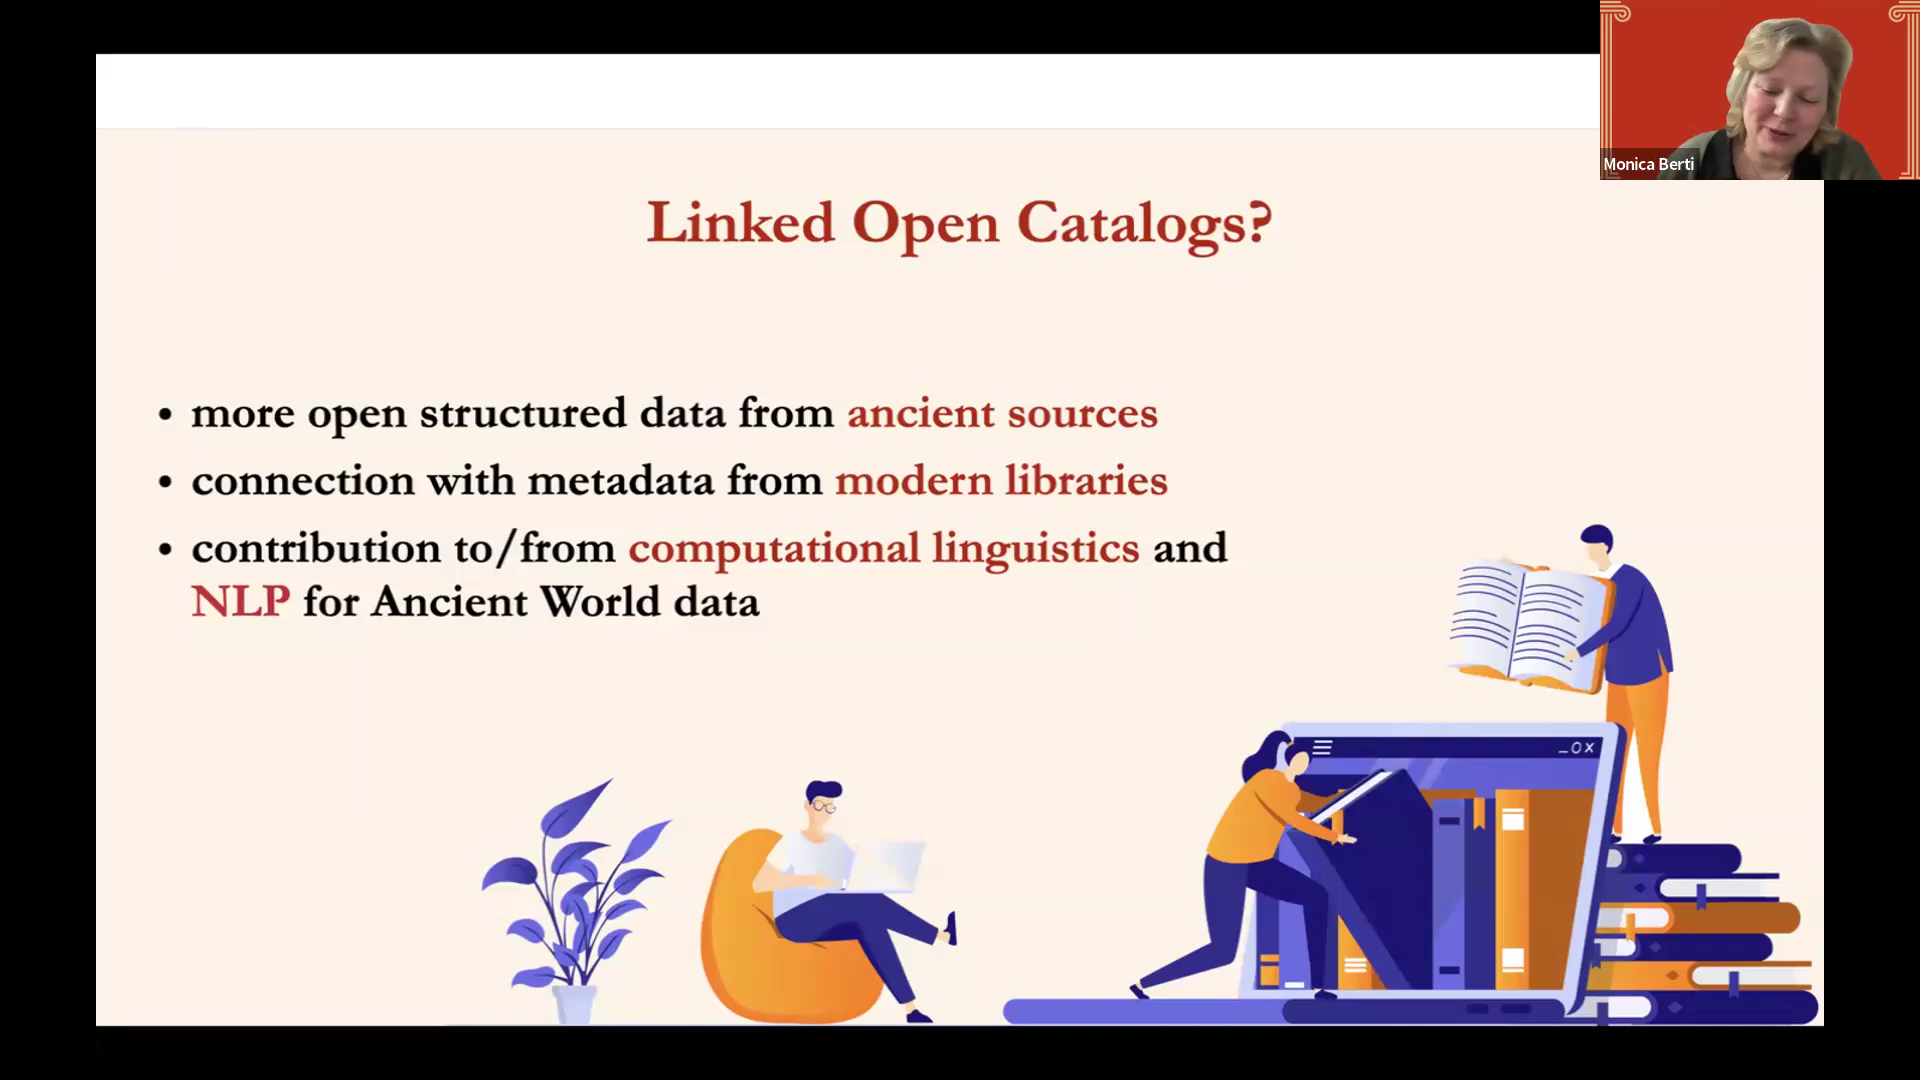 Monica Berti
Linked Open Catalogs?
• more open structured data from ancient sources
• connection with metadata from modern libraries
• contribution to/from computational linguistics and
NLP for Ancient World data